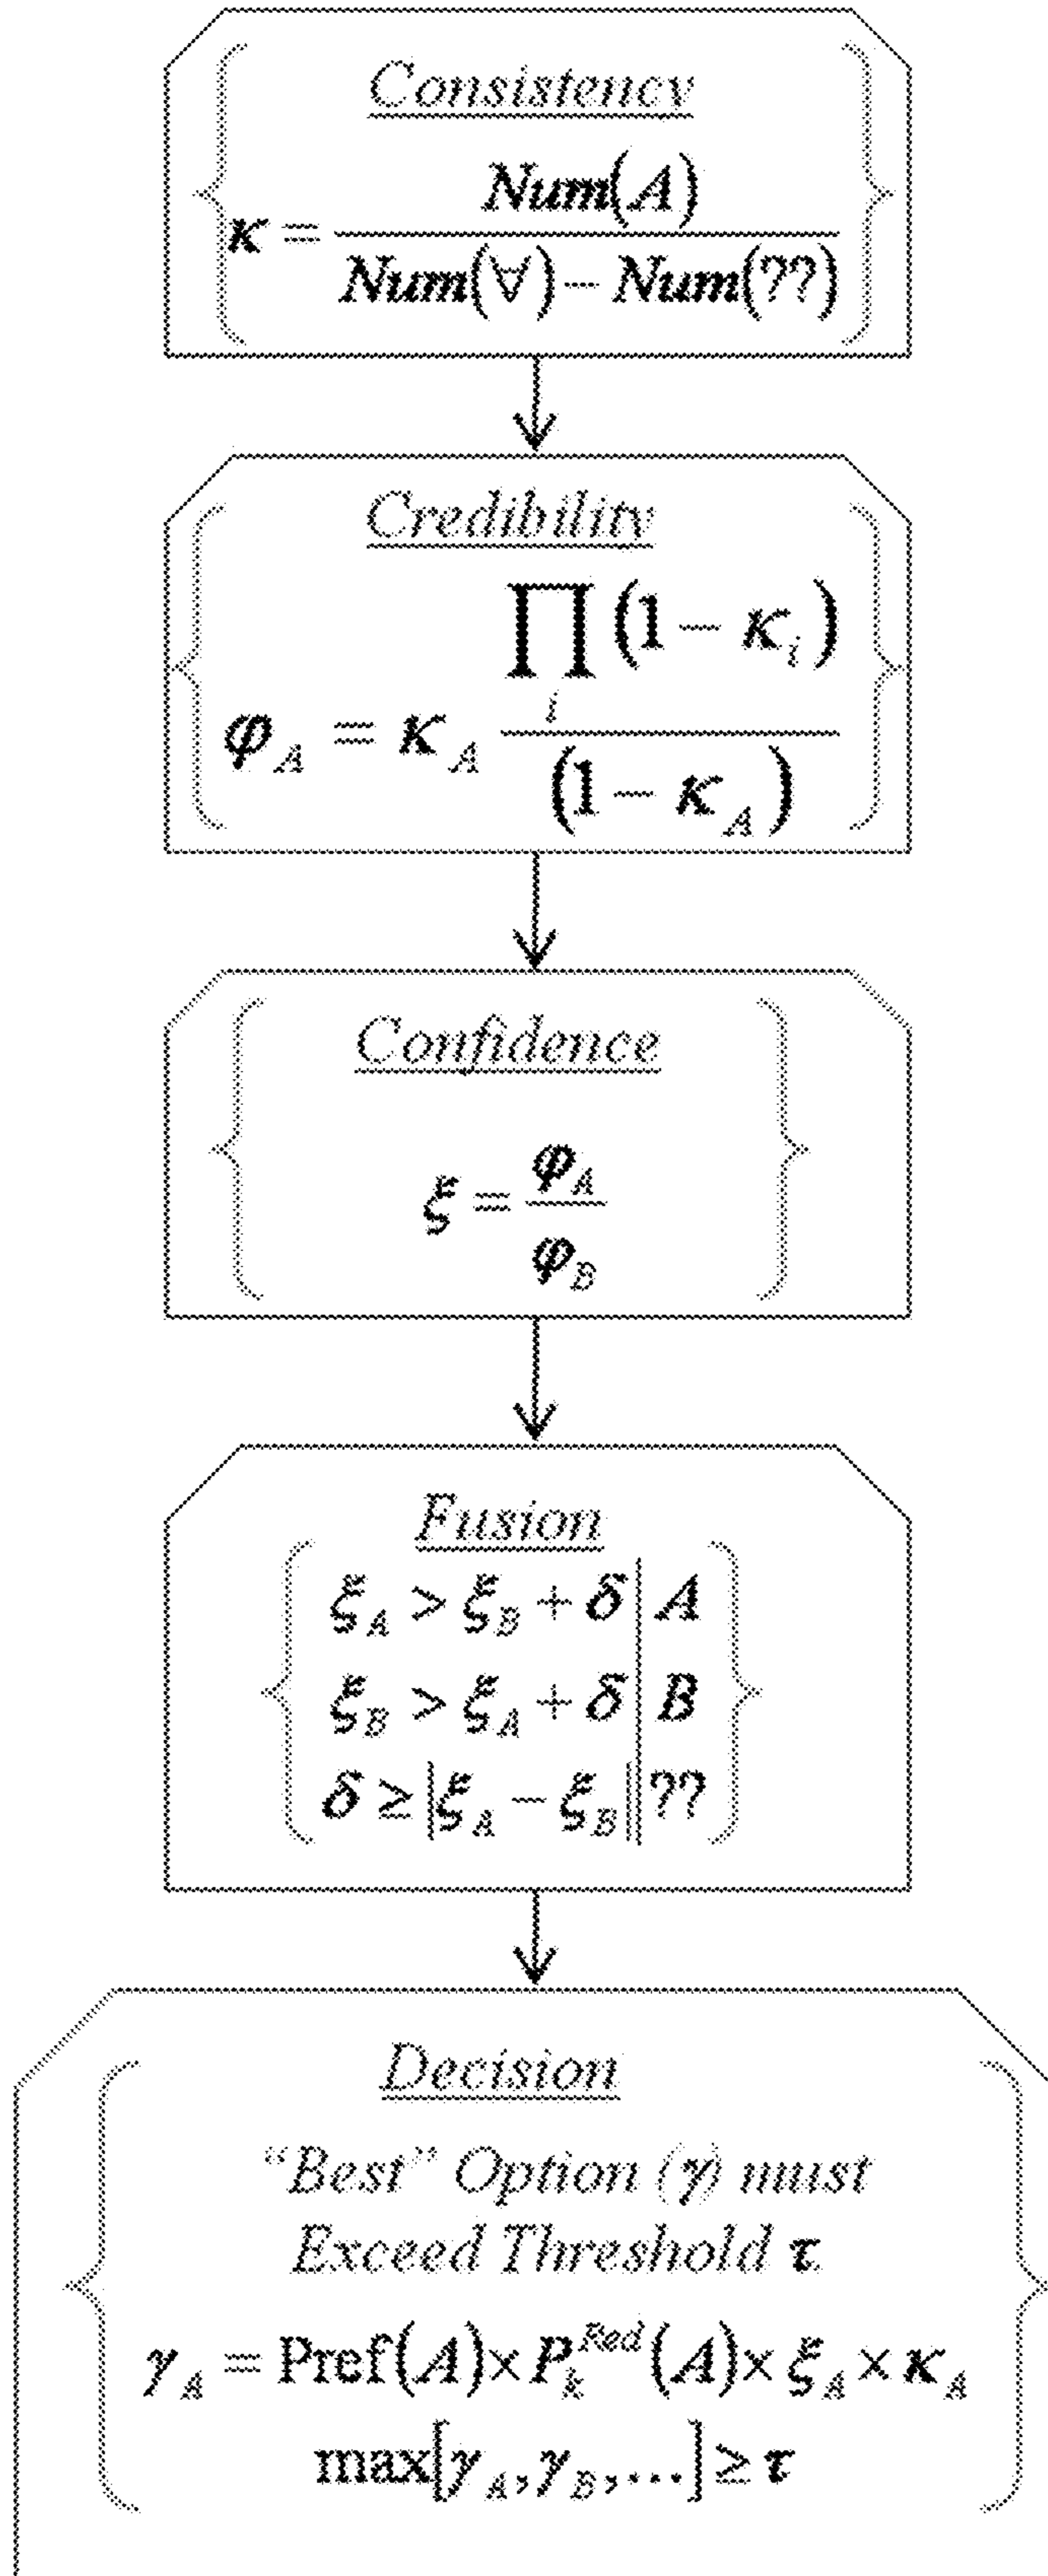 Consistency
κ = Num(A) / Num(∀) – Num(??)
Credibility
φ_A = κ_A ∏_i (1 – κ_i) / (1 – κ_A)
Confidence
ξ = φ_A / φ_B
Fusion
ξ_A > ξ_B + δ | A
ξ_B > ξ_A + δ | B
δ ≥ |ξ_A – ξ_B| | ??
Decision
“Best” Option (γ) must
Exceed Threshold τ
γ_A = Pref(A) × P_k^Red (A) × ξ_A × κ_A
max[γ_A, γ_B, ...] ≥ τ